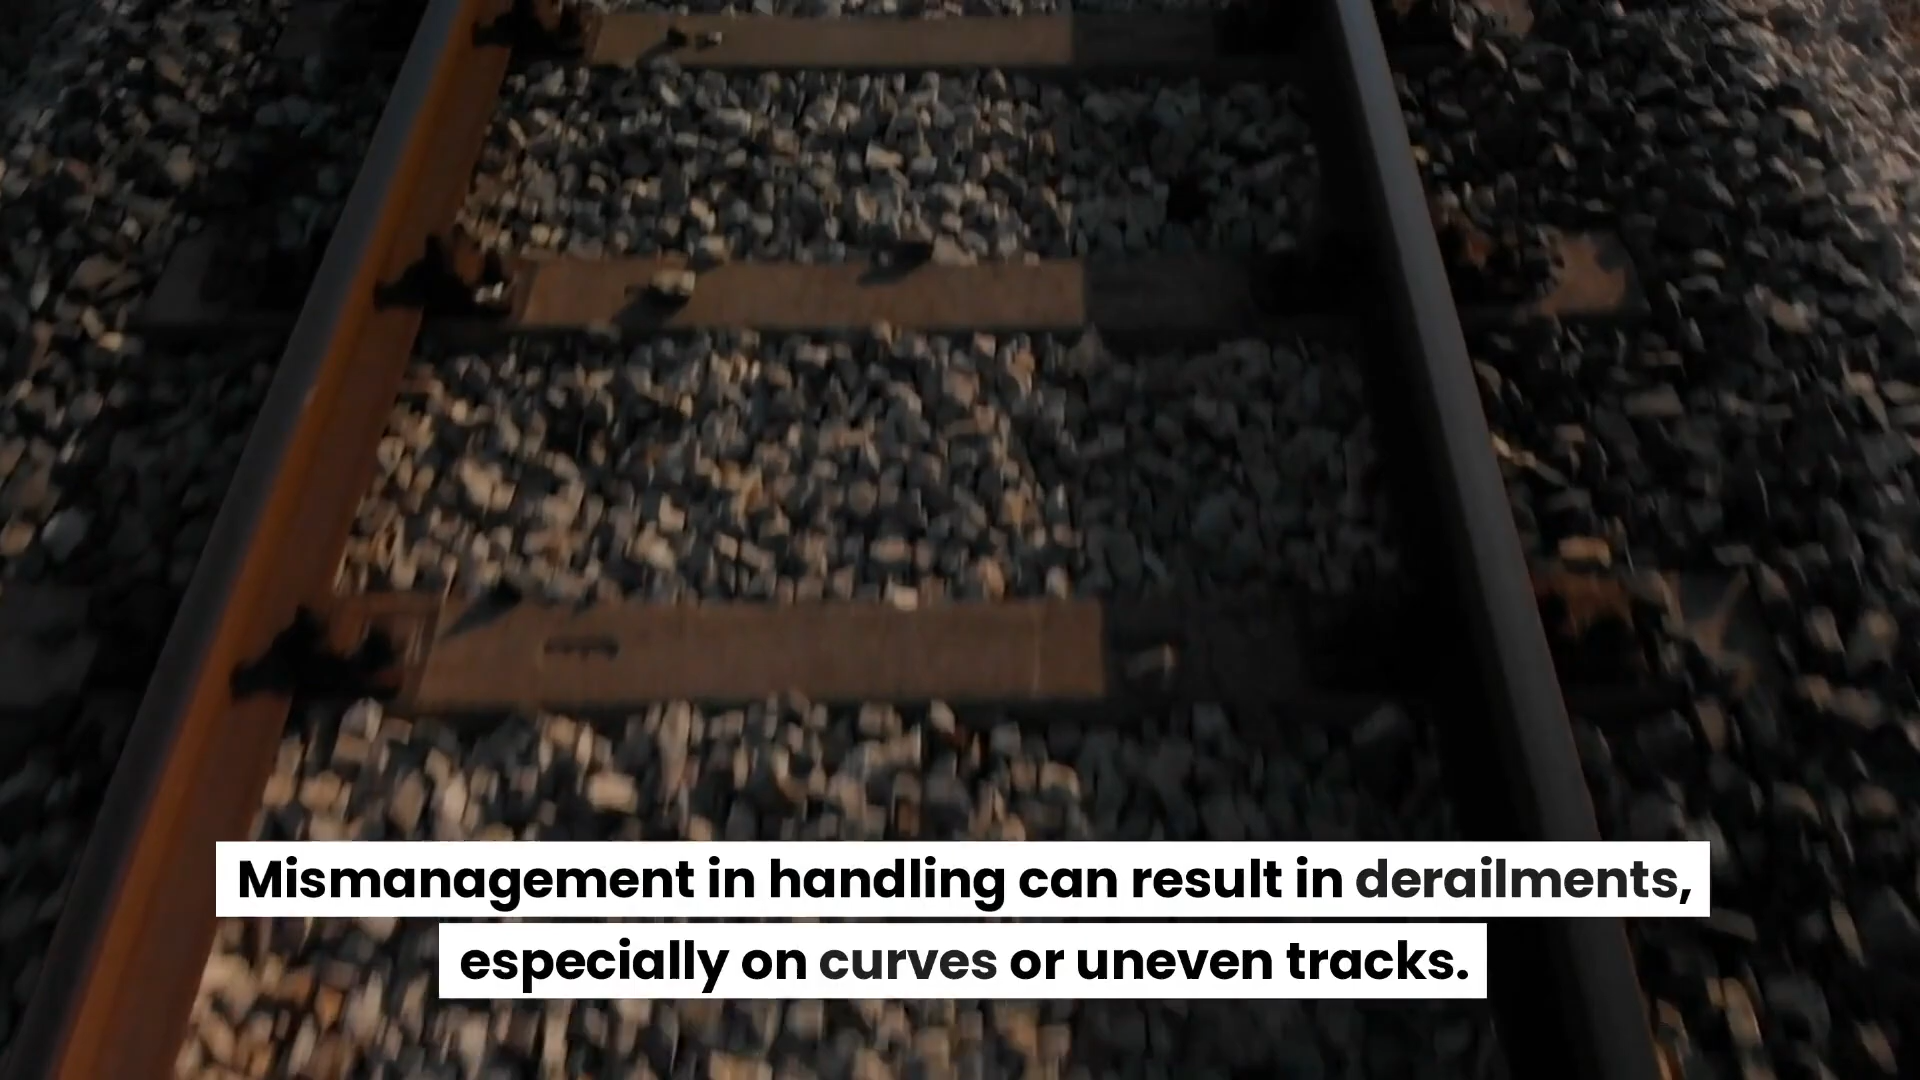 Mismanagement in handling can result in derailments,
especially on curves or uneven tracks.